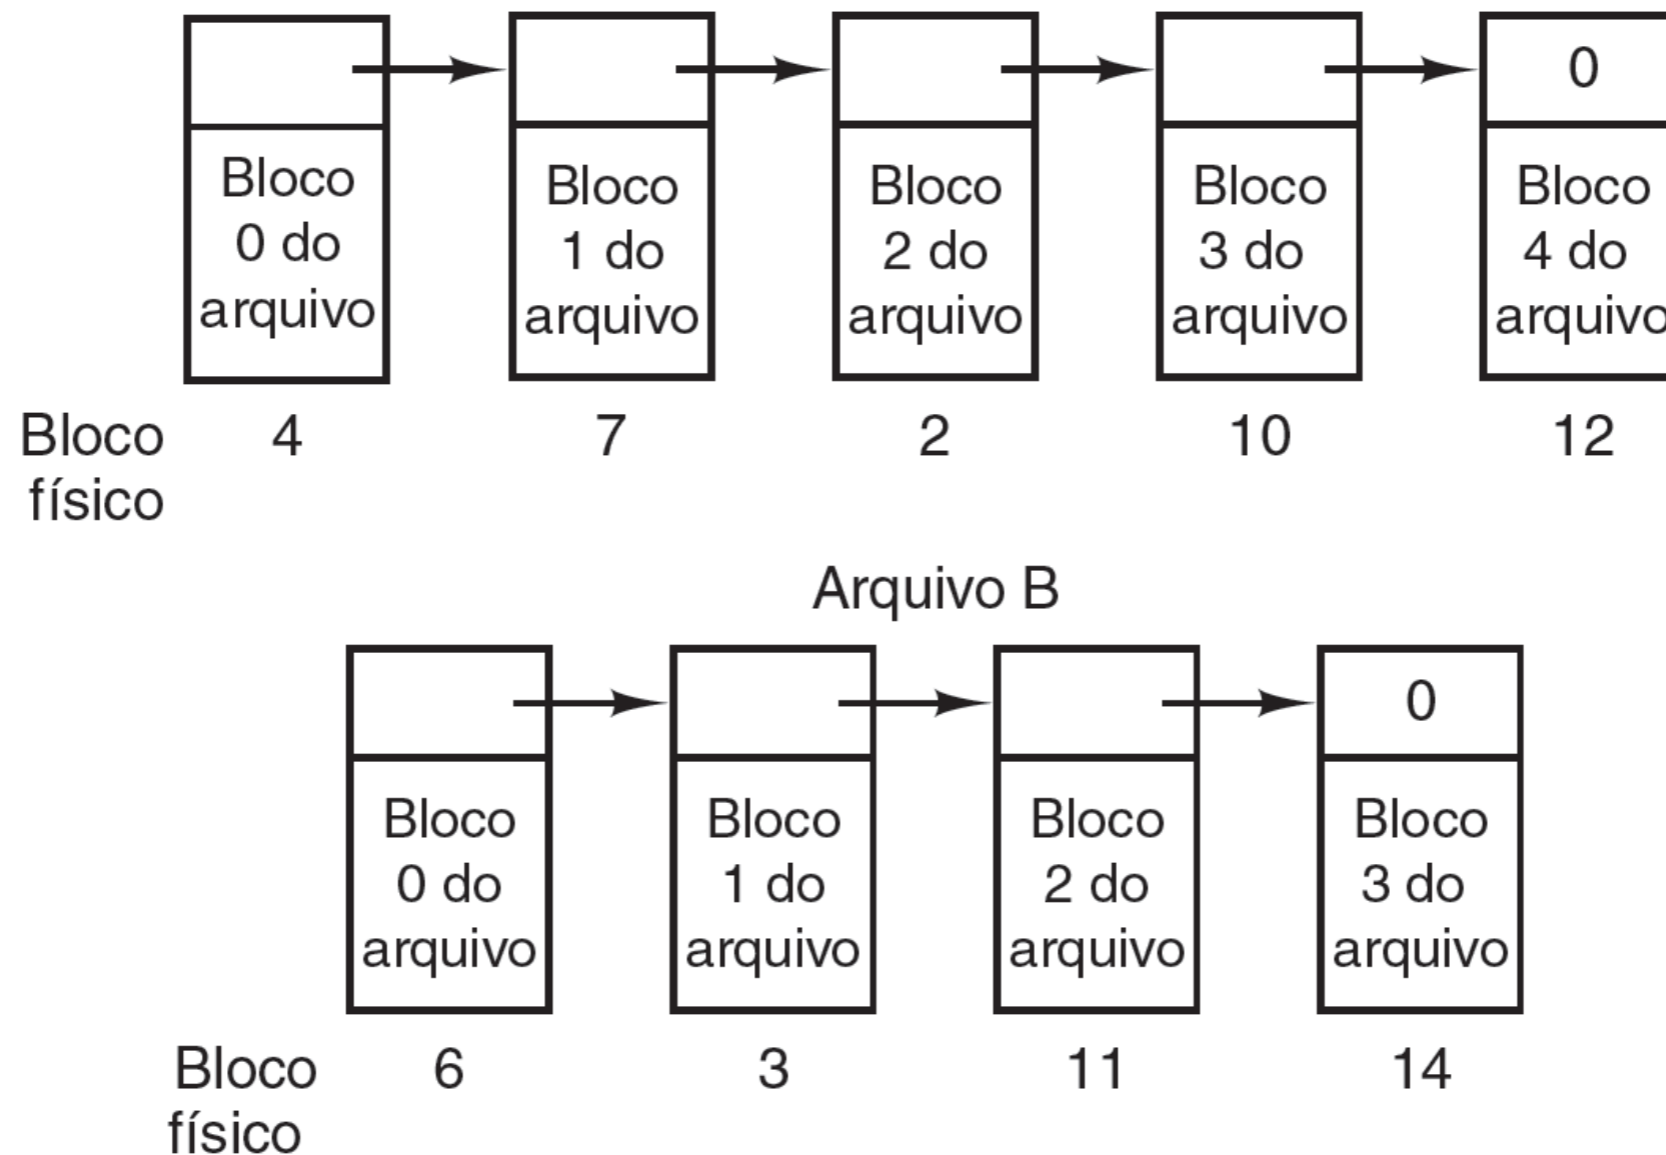 0
Bloco 0 do arquivo
Bloco 1 do arquivo
Bloco 2 do arquivo
Bloco 3 do arquivo
Bloco 4 do arquivo
Bloco físico 4 7 2 10 12
Arquivo B
0
Bloco 0 do arquivo
Bloco 1 do arquivo
Bloco 2 do arquivo
Bloco 3 do arquivo
Bloco físico 6 3 11 14